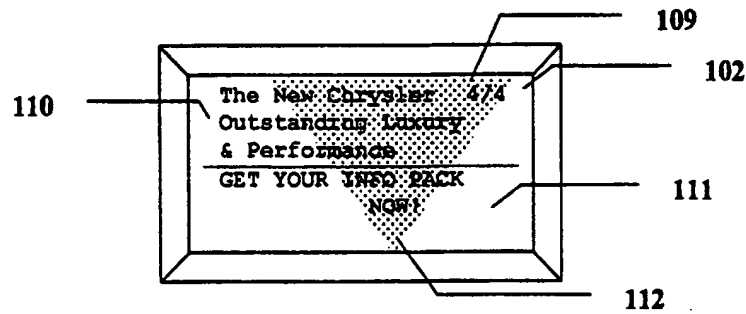 109
102
110
The New Chrysler 4/4
Outstanding Luxury
& Performance
GET YOUR INFO PACK
NOW!
111
112